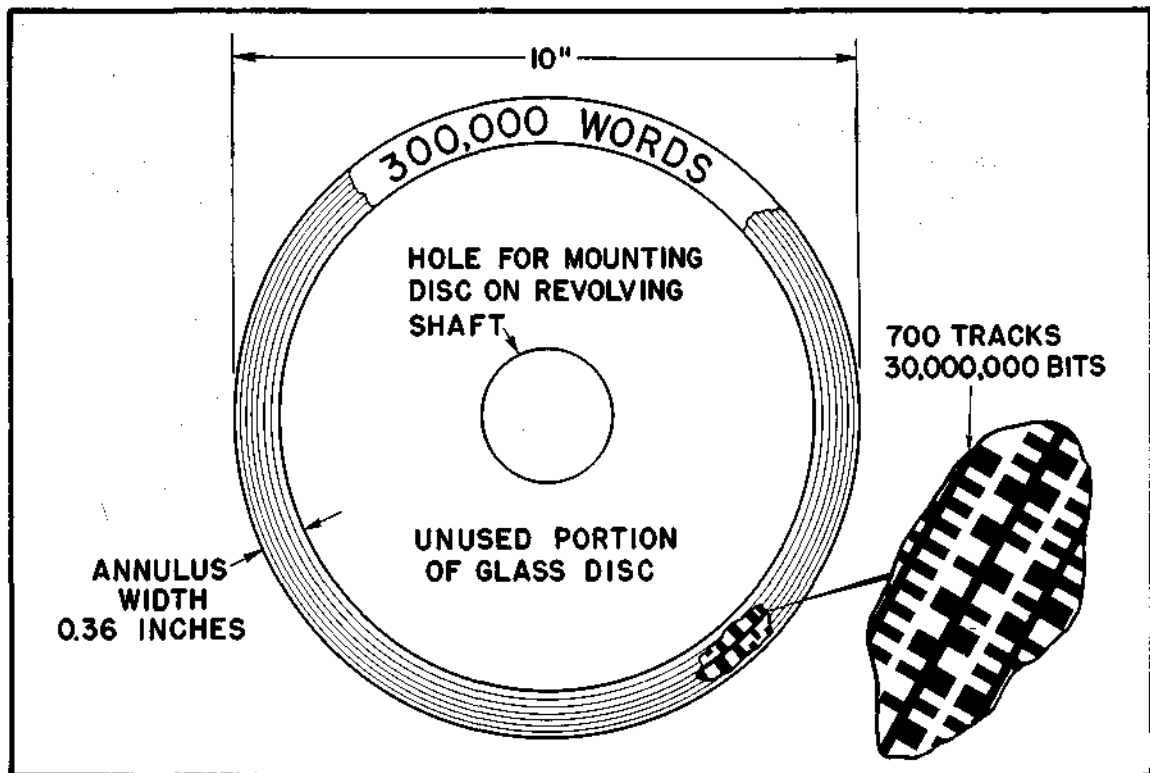 10"
300,000 WORDS
HOLE FOR MOUNTING
DISC ON REVOLVING
SHAFT
700 TRACKS
30,000,000 BITS
UNUSED PORTION
OF GLASS DISC
ANNULUS
WIDTH
0.36 INCHES